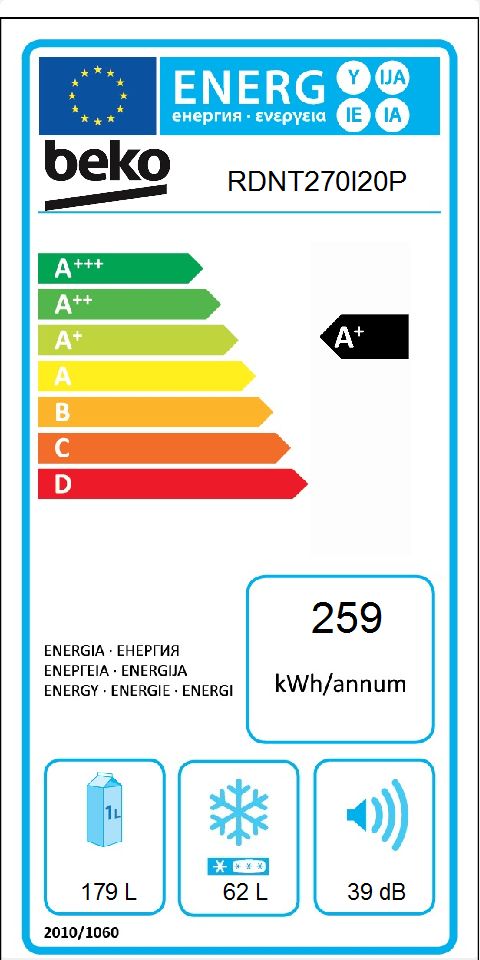 ENERG
Y IJA
IE IA
енергия · ενεργεια
beko
RDNT270I20P
A+++
A++
A+
A+
A
B
C
D
259
kWh/annum
ENERGIA · ЕНЕРГИЯ
ΕΝΕΡΓΕΙΑ · ENERGIJA
ENERGY · ENERGIE · ENERGI
1L
179 L
62 L
39 dB
2010/1060